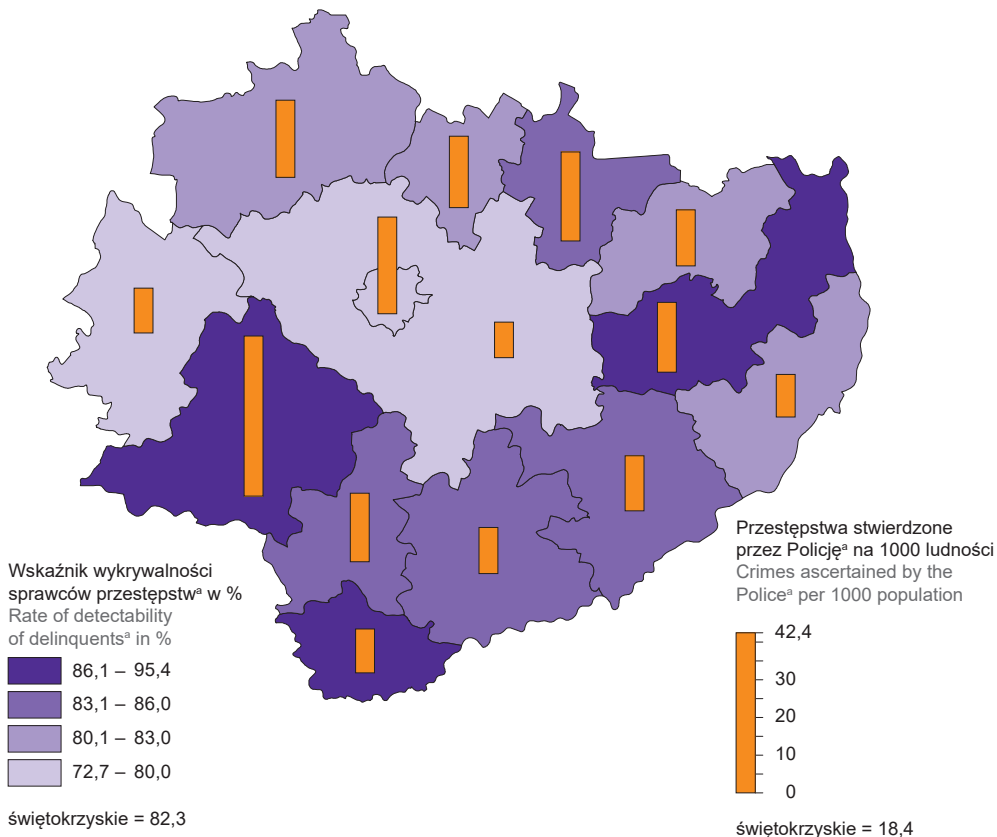 Wskaźnik wykrywalności
sprawców przestępstwᵃ w %
Rate of detectability
of delinquentsᵃ in %
86,1 – 95,4
83,1 – 86,0
80,1 – 83,0
72,7 – 80,0
świętokrzyskie = 82,3
Przestępstwa stwierdzone
przez Policjęᵃ na 1000 ludności
Crimes ascertained by the
Policeᵃ per 1000 population
42,4
30
20
10
0
świętokrzyskie = 18,4